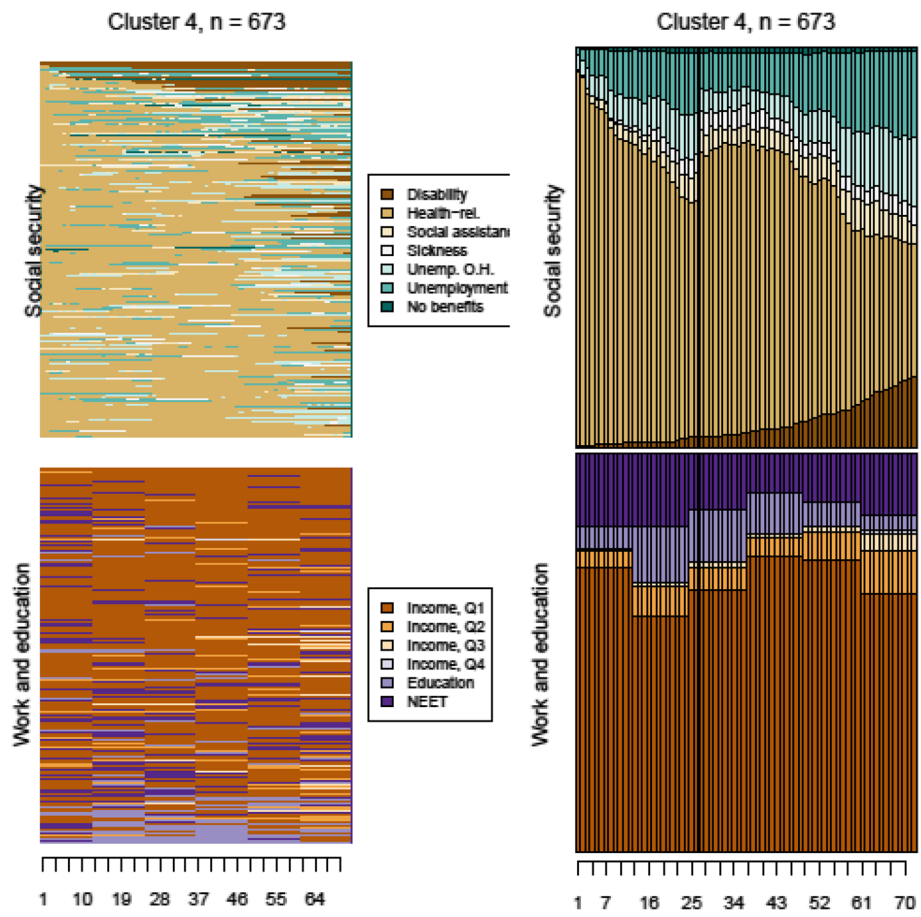 Cluster 4, n = 673
Cluster 4, n = 673
Social security
Disability
Health-rel.
Social assistanc
Sickness
Unemp. O.H.
Unemployment
No benefits
Social security
Work and education
Income, Q1
Income, Q2
Income, Q3
Income, Q4
Education
NEET
Work and education
1 10 19 28 37 46 55 64
1 7 16 25 34 43 52 61 70